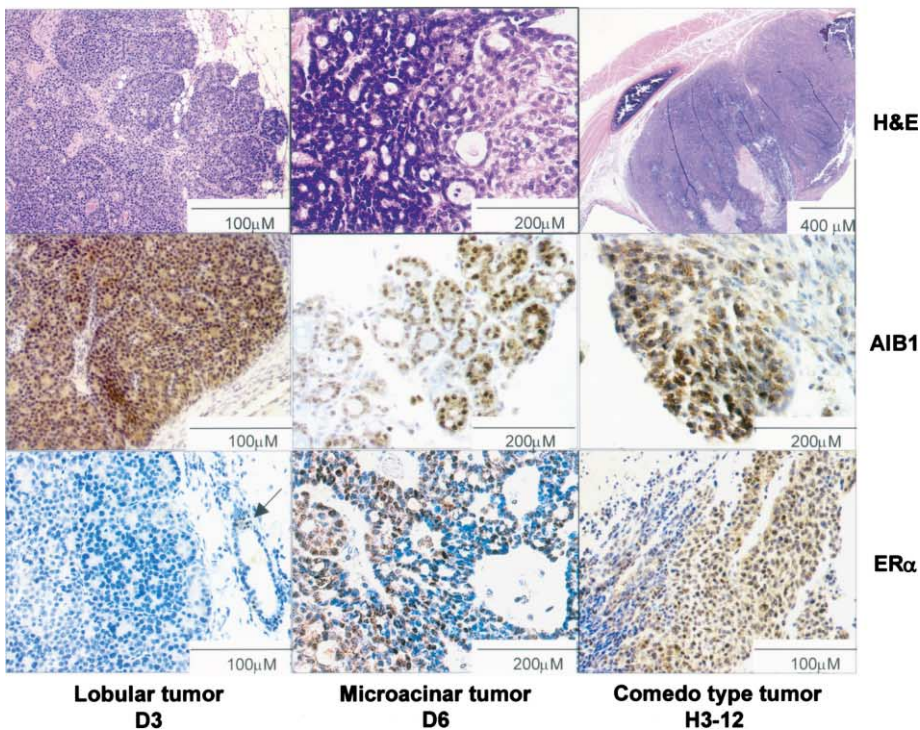 H&E
100μM
200μM
400 μM
AIB1
100μM
200μM
200μM
ERα
100μM
200μM
100μM
Lobular tumor
D3
Microacinar tumor
D6
Comedo type tumor
H3-12